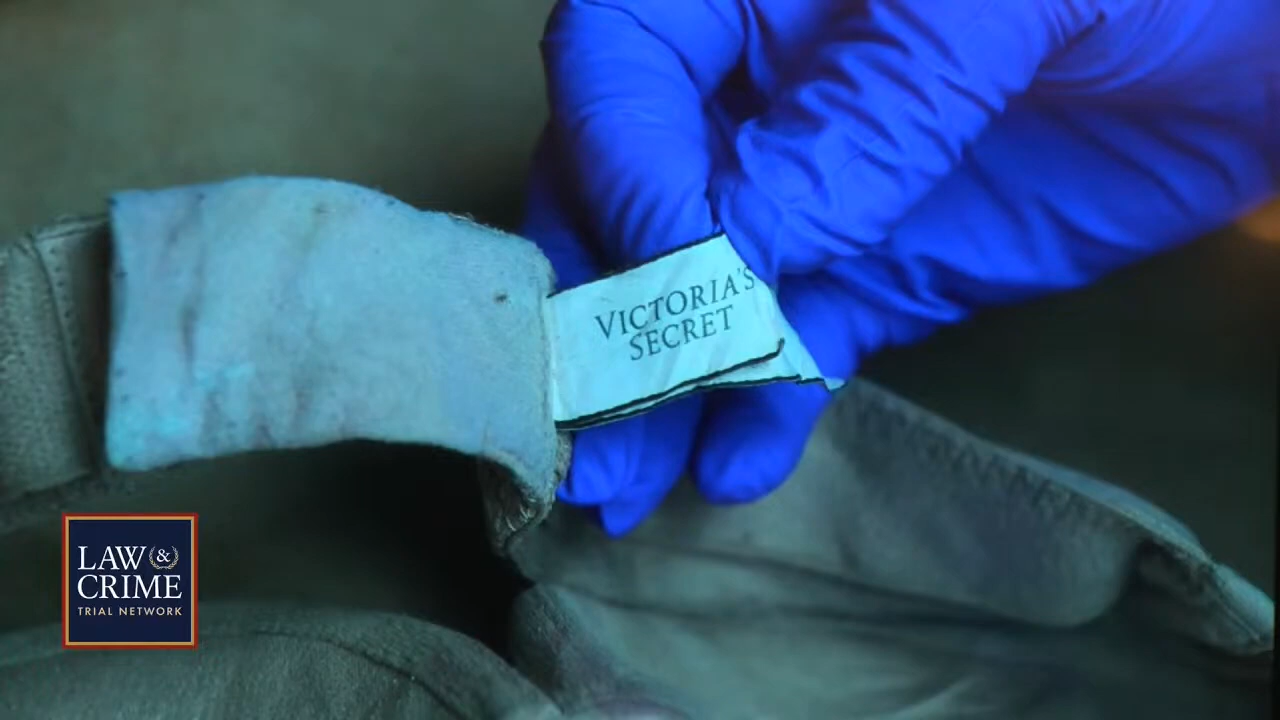 VICTORIA'S
SECRET
LAW &
CRIME
TRIAL NETWORK